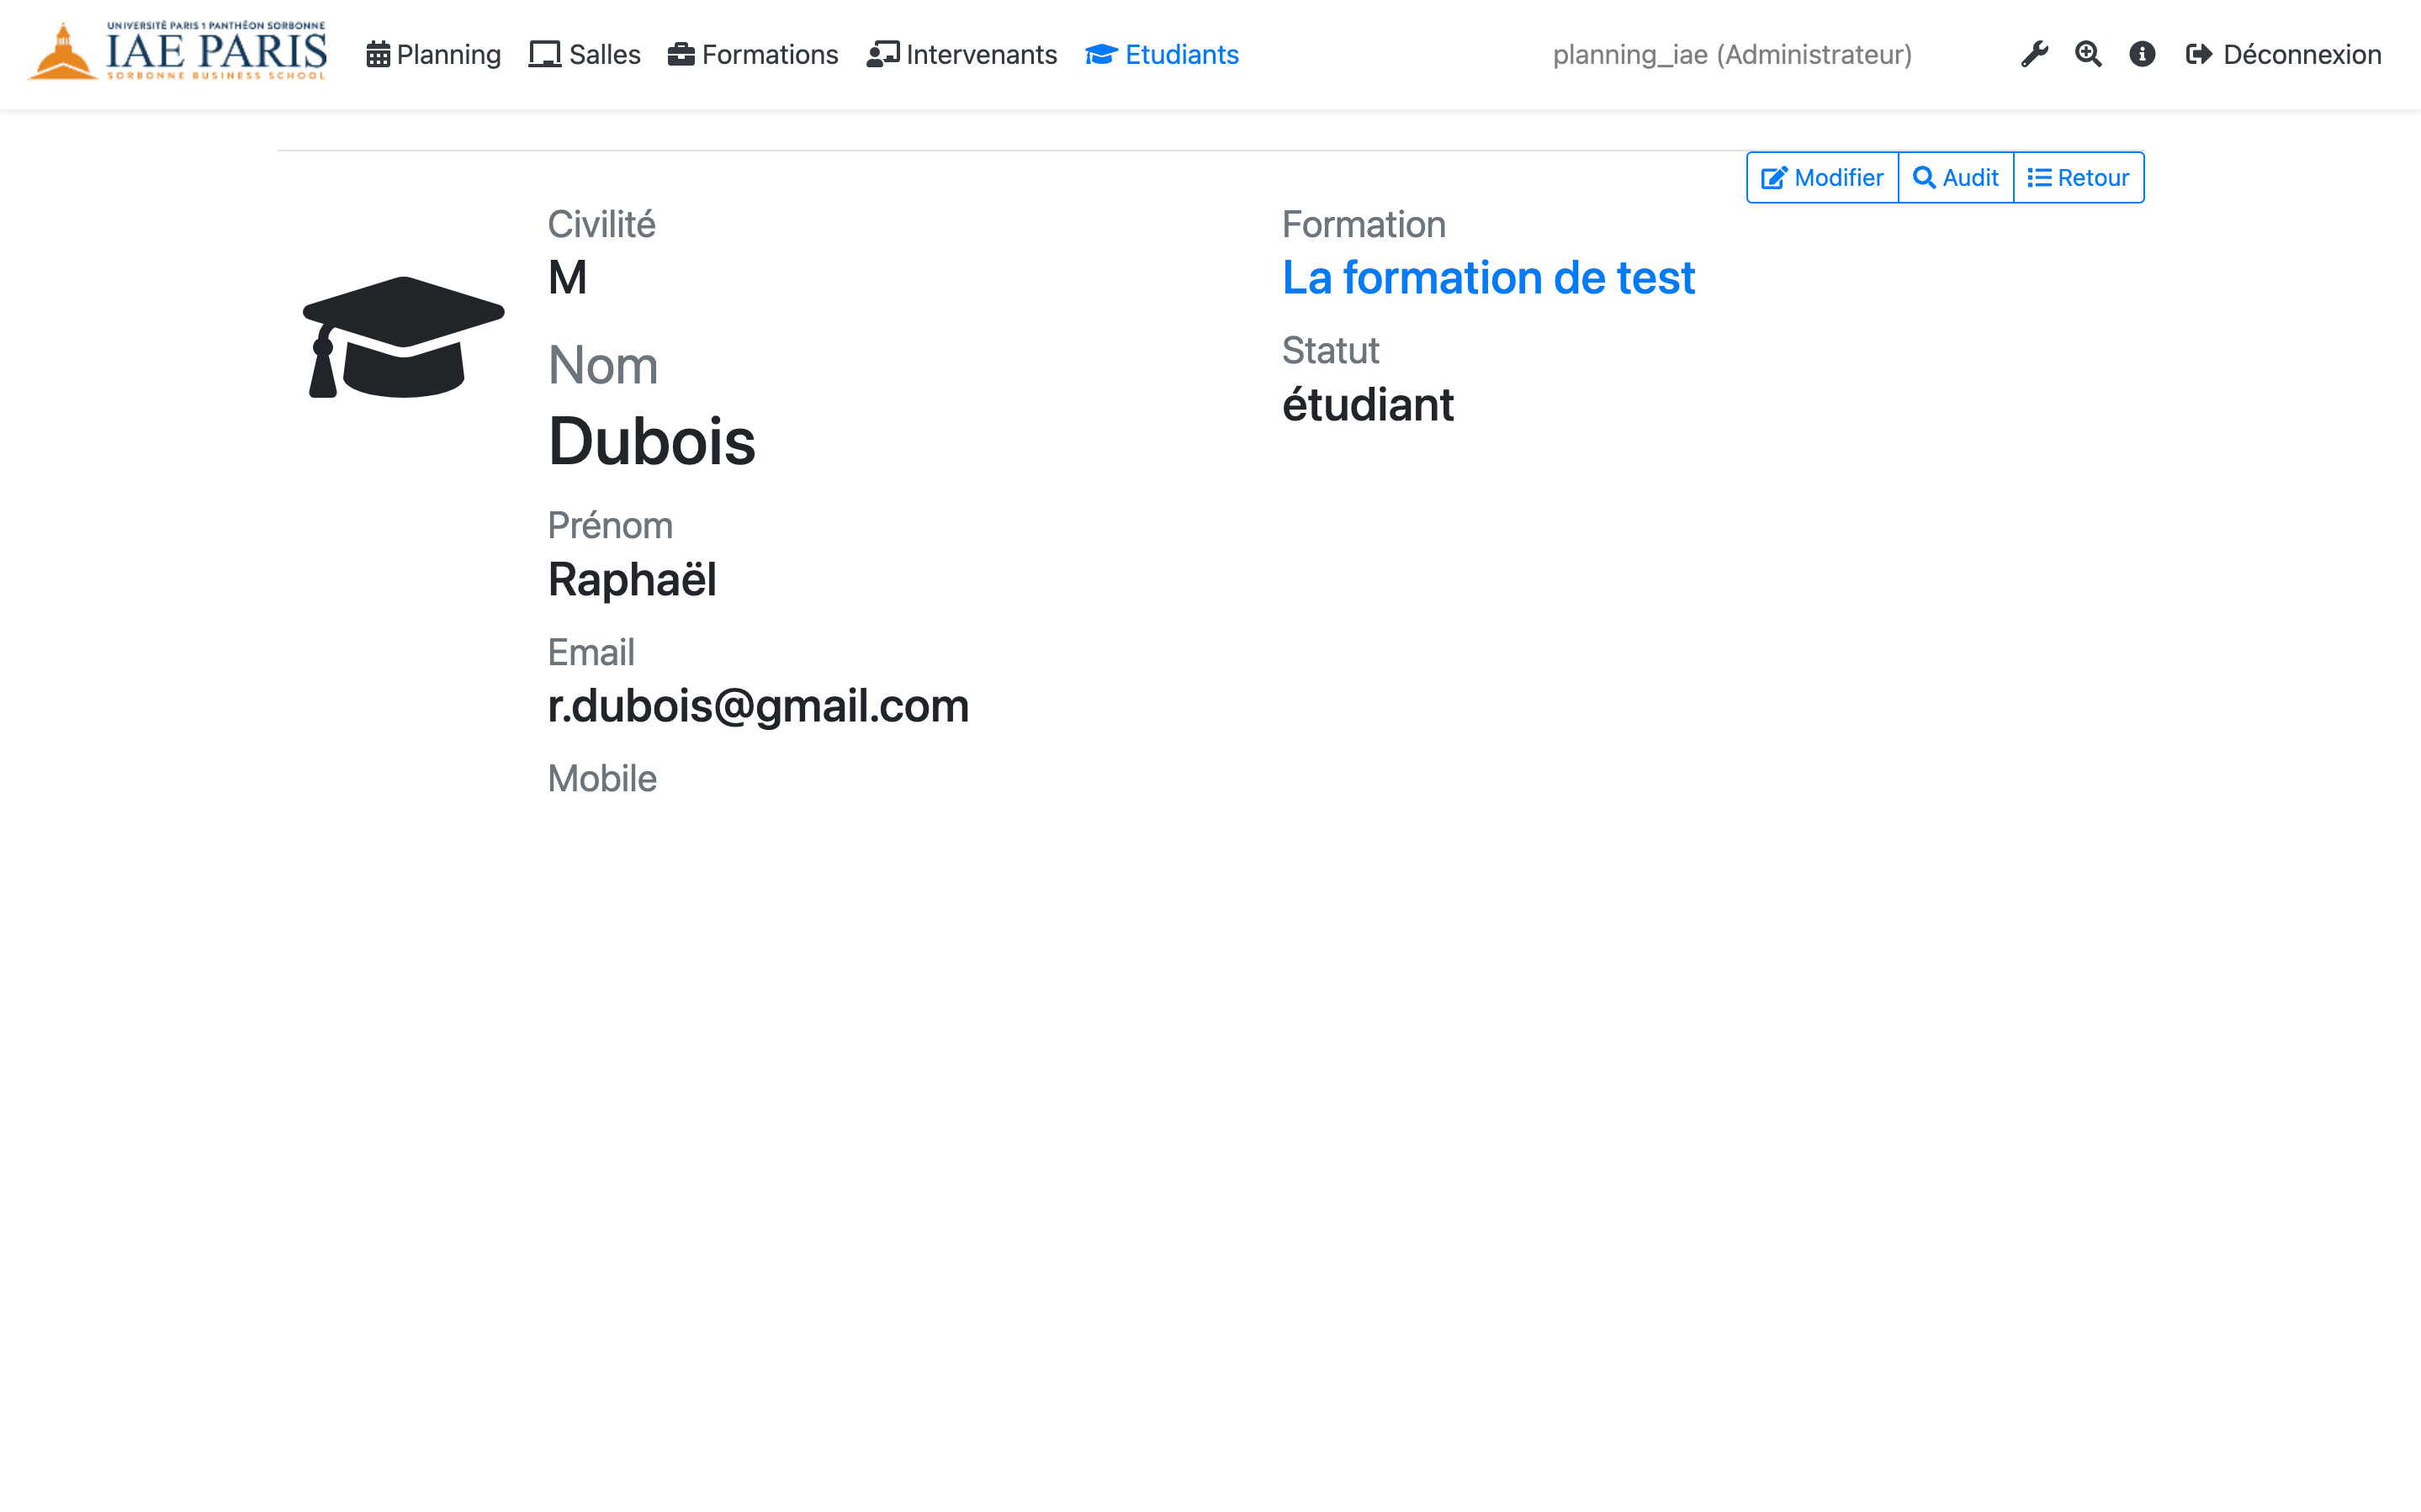 UNIVERSITÉ PARIS 1 PANTHÉON SORBONNE
IAE PARIS
SORBONNE BUSINESS SCHOOL
Planning
Salles
Formations
Intervenants
Etudiants
planning_iae (Administrateur)
Déconnexion
Modifier
Audit
Retour
Civilité
M
Nom
Dubois
Prénom
Raphaël
Email
r.dubois@gmail.com
Mobile
Formation
La formation de test
Statut
étudiant